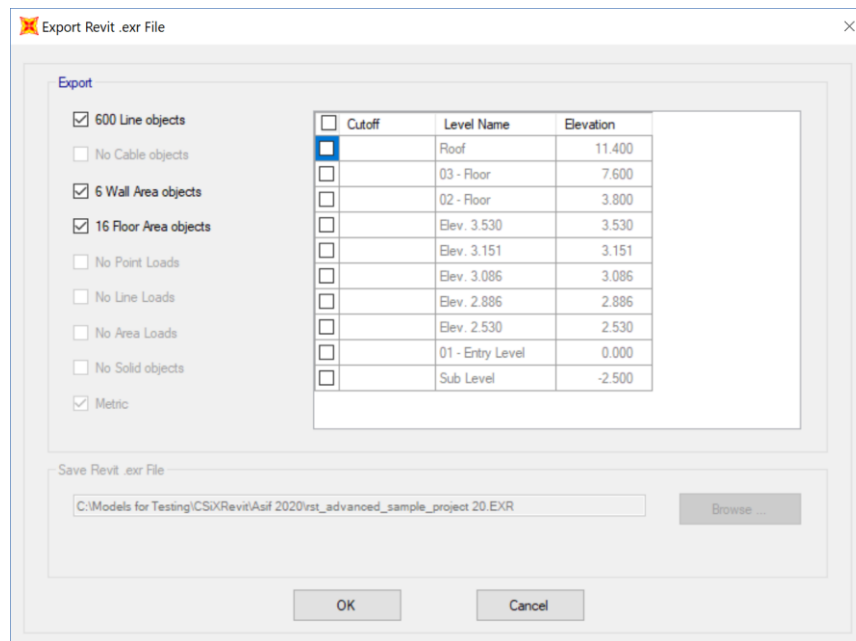 Export Revit .exr File
Export
600 Line objects
No Cable objects
6 Wall Area objects
16 Floor Area objects
No Point Loads
No Line Loads
No Area Loads
No Solid objects
Metric
Cutoff Level Name Elevation
Roof 11.400
03 - Floor 7.600
02 - Floor 3.800
Elev. 3.530 3.530
Elev. 3.151 3.151
Elev. 3.086 3.086
Elev. 2.886 2.886
Elev. 2.530 2.530
01 - Entry Level 0.000
Sub Level -2.500
Save Revit .exr File
C:\Models for Testing\CSiXRevit\Asif 2020\rst_advanced_sample_project 20.EXR
Browse ...
OK Cancel